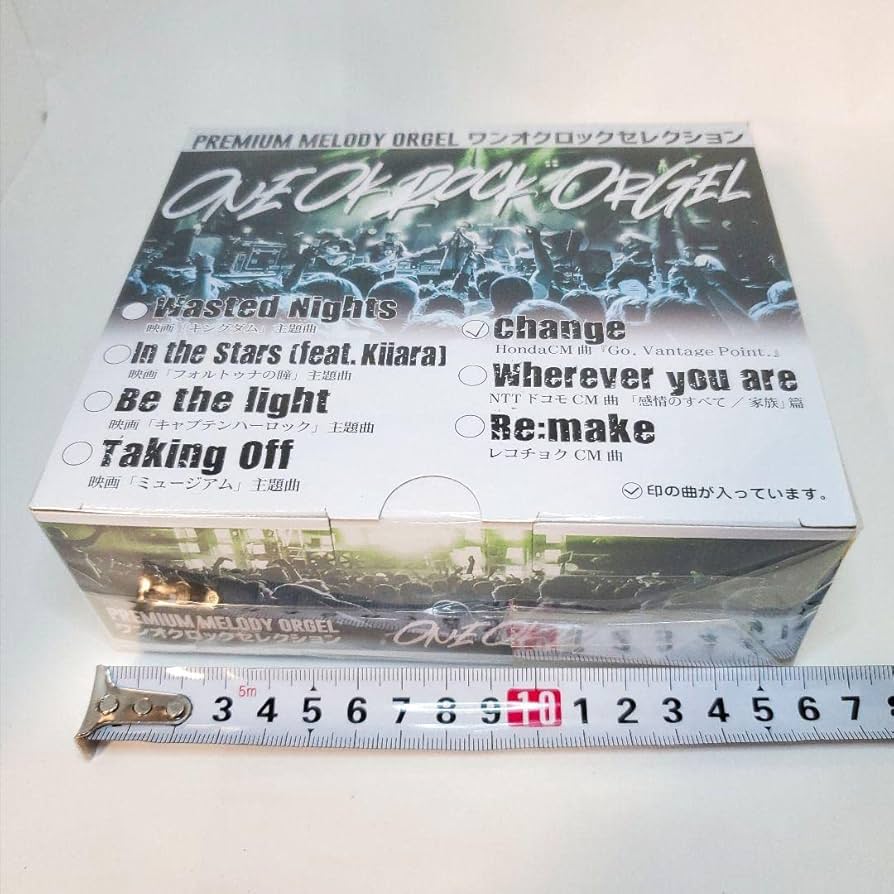 PREMIUM MELODY ORGEL ワンオクロックセレクション
ONE OK ROCK ORGEL
Wasted Nights
映画「キングダム」主題曲
In the Stars (feat. Kiiara)
映画「フォルトゥナの瞳」主題曲
Be the light
映画「キャプテンハーロック」主題曲
Taking Off
映画「ミュージアム」主題曲
Change
HondaCM曲『Go, Vantage Point.』
Wherever you are
NTTドコモCM曲 「感情のすべて／家族」篇
Re:make
レコチョクCM曲
印の曲が入っています。
PREMIUM MELODY ORGEL
ワンオクロックセレクション
ONE OK
5m
3 4 5 6 7 8 9 10 1 2 3 4 5 6 7 8